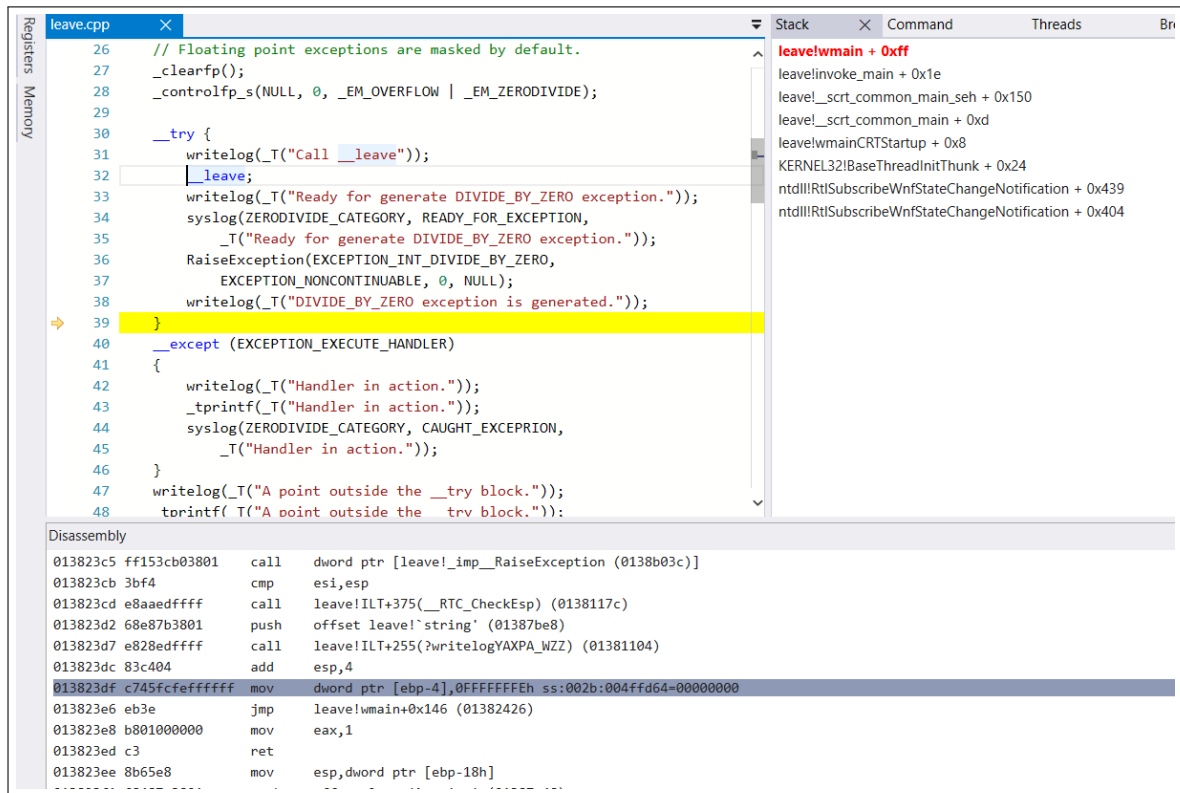 Registers
Memory
leave.cpp
26 // Floating point exceptions are masked by default.
27 _clearfp();
28 _controlfp_s(NULL, 0, _EM_OVERFLOW | _EM_ZERODIVIDE);
29
30 __try {
31 writelog(_T("Call __leave"));
32 __leave;
33 writelog(_T("Ready for generate DIVIDE_BY_ZERO exception."));
34 syslog(ZERODIVIDE_CATEGORY, READY_FOR_EXCEPTION,
35 _T("Ready for generate DIVIDE_BY_ZERO exception."));
36 RaiseException(EXCEPTION_INT_DIVIDE_BY_ZERO,
37 EXCEPTION_NONCONTINUABLE, 0, NULL);
38 writelog(_T("DIVIDE_BY_ZERO exception is generated."));
39 }
40 __except (EXCEPTION_EXECUTE_HANDLER)
41 {
42 writelog(_T("Handler in action."));
43 _tprintf(_T("Handler in action."));
44 syslog(ZERODIVIDE_CATEGORY, CAUGHT_EXCEPRION,
45 _T("Handler in action."));
46 }
47 writelog(_T("A point outside the __try block."));
48 _tprintf(_T("A point outside the __try block."));
Stack Command Threads Bre
leave!wmain + 0xff
leave!invoke_main + 0x1e
leave!__scrt_common_main_seh + 0x150
leave!__scrt_common_main + 0xd
leave!wmainCRTStartup + 0x8
KERNEL32!BaseThreadInitThunk + 0x24
ntdll!RtlSubscribeWnfStateChangeNotification + 0x439
ntdll!RtlSubscribeWnfStateChangeNotification + 0x404
Disassembly
013823c5 ff153cb03801 call dword ptr [leave!_imp__RaiseException (0138b03c)]
013823cb 3bf4 cmp esi,esp
013823cd e8aaedffff call leave!ILT+375(__RTC_CheckEsp) (0138117c)
013823d2 68e87b3801 push offset leave!`string' (01387be8)
013823d7 e828edffff call leave!ILT+255(?writelogYAXPA_WZZ) (01381104)
013823dc 83c404 add esp,4
013823df c745fcfeffffff mov dword ptr [ebp-4],0FFFFFFFEh ss:002b:004ffd64=00000000
013823e6 eb3e jmp leave!wmain+0x146 (01382426)
013823e8 b801000000 mov eax,1
013823ed c3 ret
013823ee 8b65e8 mov esp,dword ptr [ebp-18h]